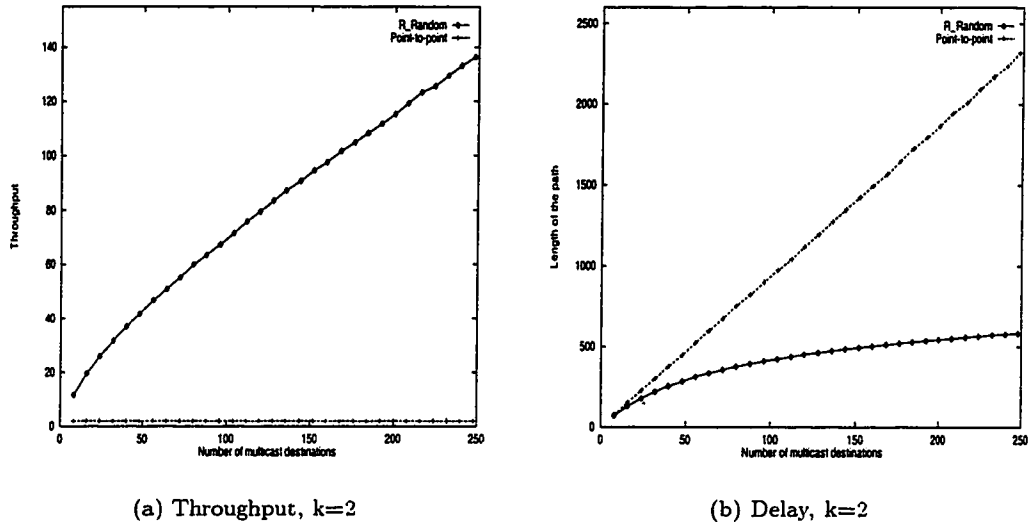 R_Random
Point-to-point
140
120
100
80
60
40
20
0
Throughput
0
50
100
150
200
250
Number of multicast destinations
(a) Throughput, k=2
R_Random
Point-to-point
2500
2000
1500
1000
500
0
Length of the path
0
50
100
150
200
250
Number of multicast destinations
(b) Delay, k=2